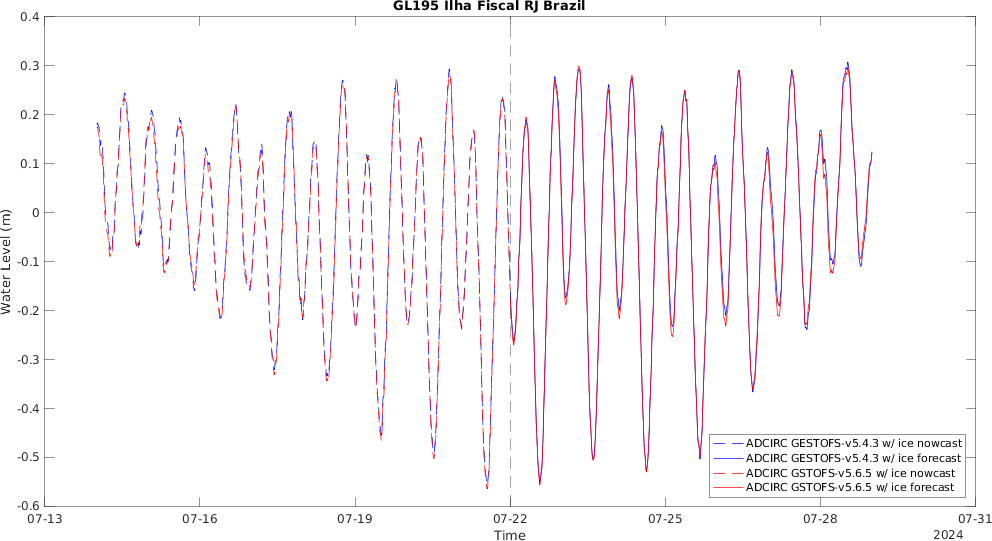 GL195 Ilha Fiscal RJ Brazil
0.4
0.3
0.2
0.1
0
-0.1
-0.2
-0.3
-0.4
-0.5
-0.6
Water Level (m)
ADCIRC GESTOFS-v5.4.3 w/ ice nowcast
ADCIRC GESTOFS-v5.4.3 w/ ice forecast
ADCIRC GSTOFS-v5.6.5 w/ ice nowcast
ADCIRC GSTOFS-v5.6.5 w/ ice forecast
07-13 07-16 07-19 07-22 07-25 07-28 07-31
Time
2024